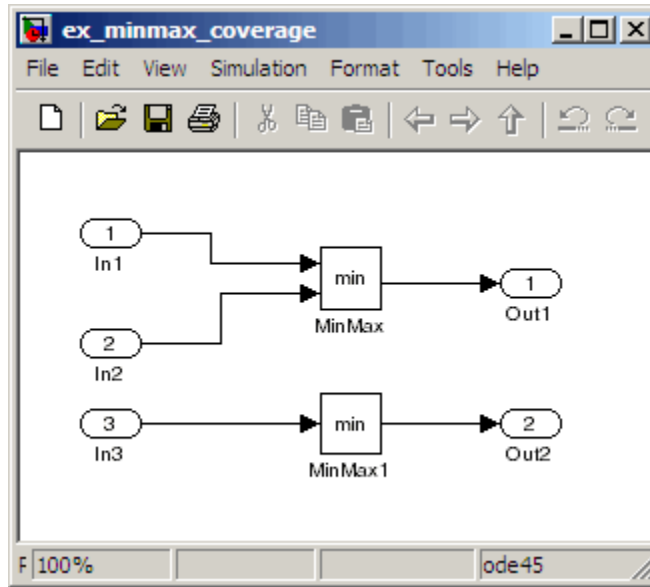 ex_minmax_coverage
File Edit View Simulation Format Tools Help
1
In1
min
MinMax
1
Out1
2
In2
3
In3
min
MinMax1
2
Out2
F 100% ode45